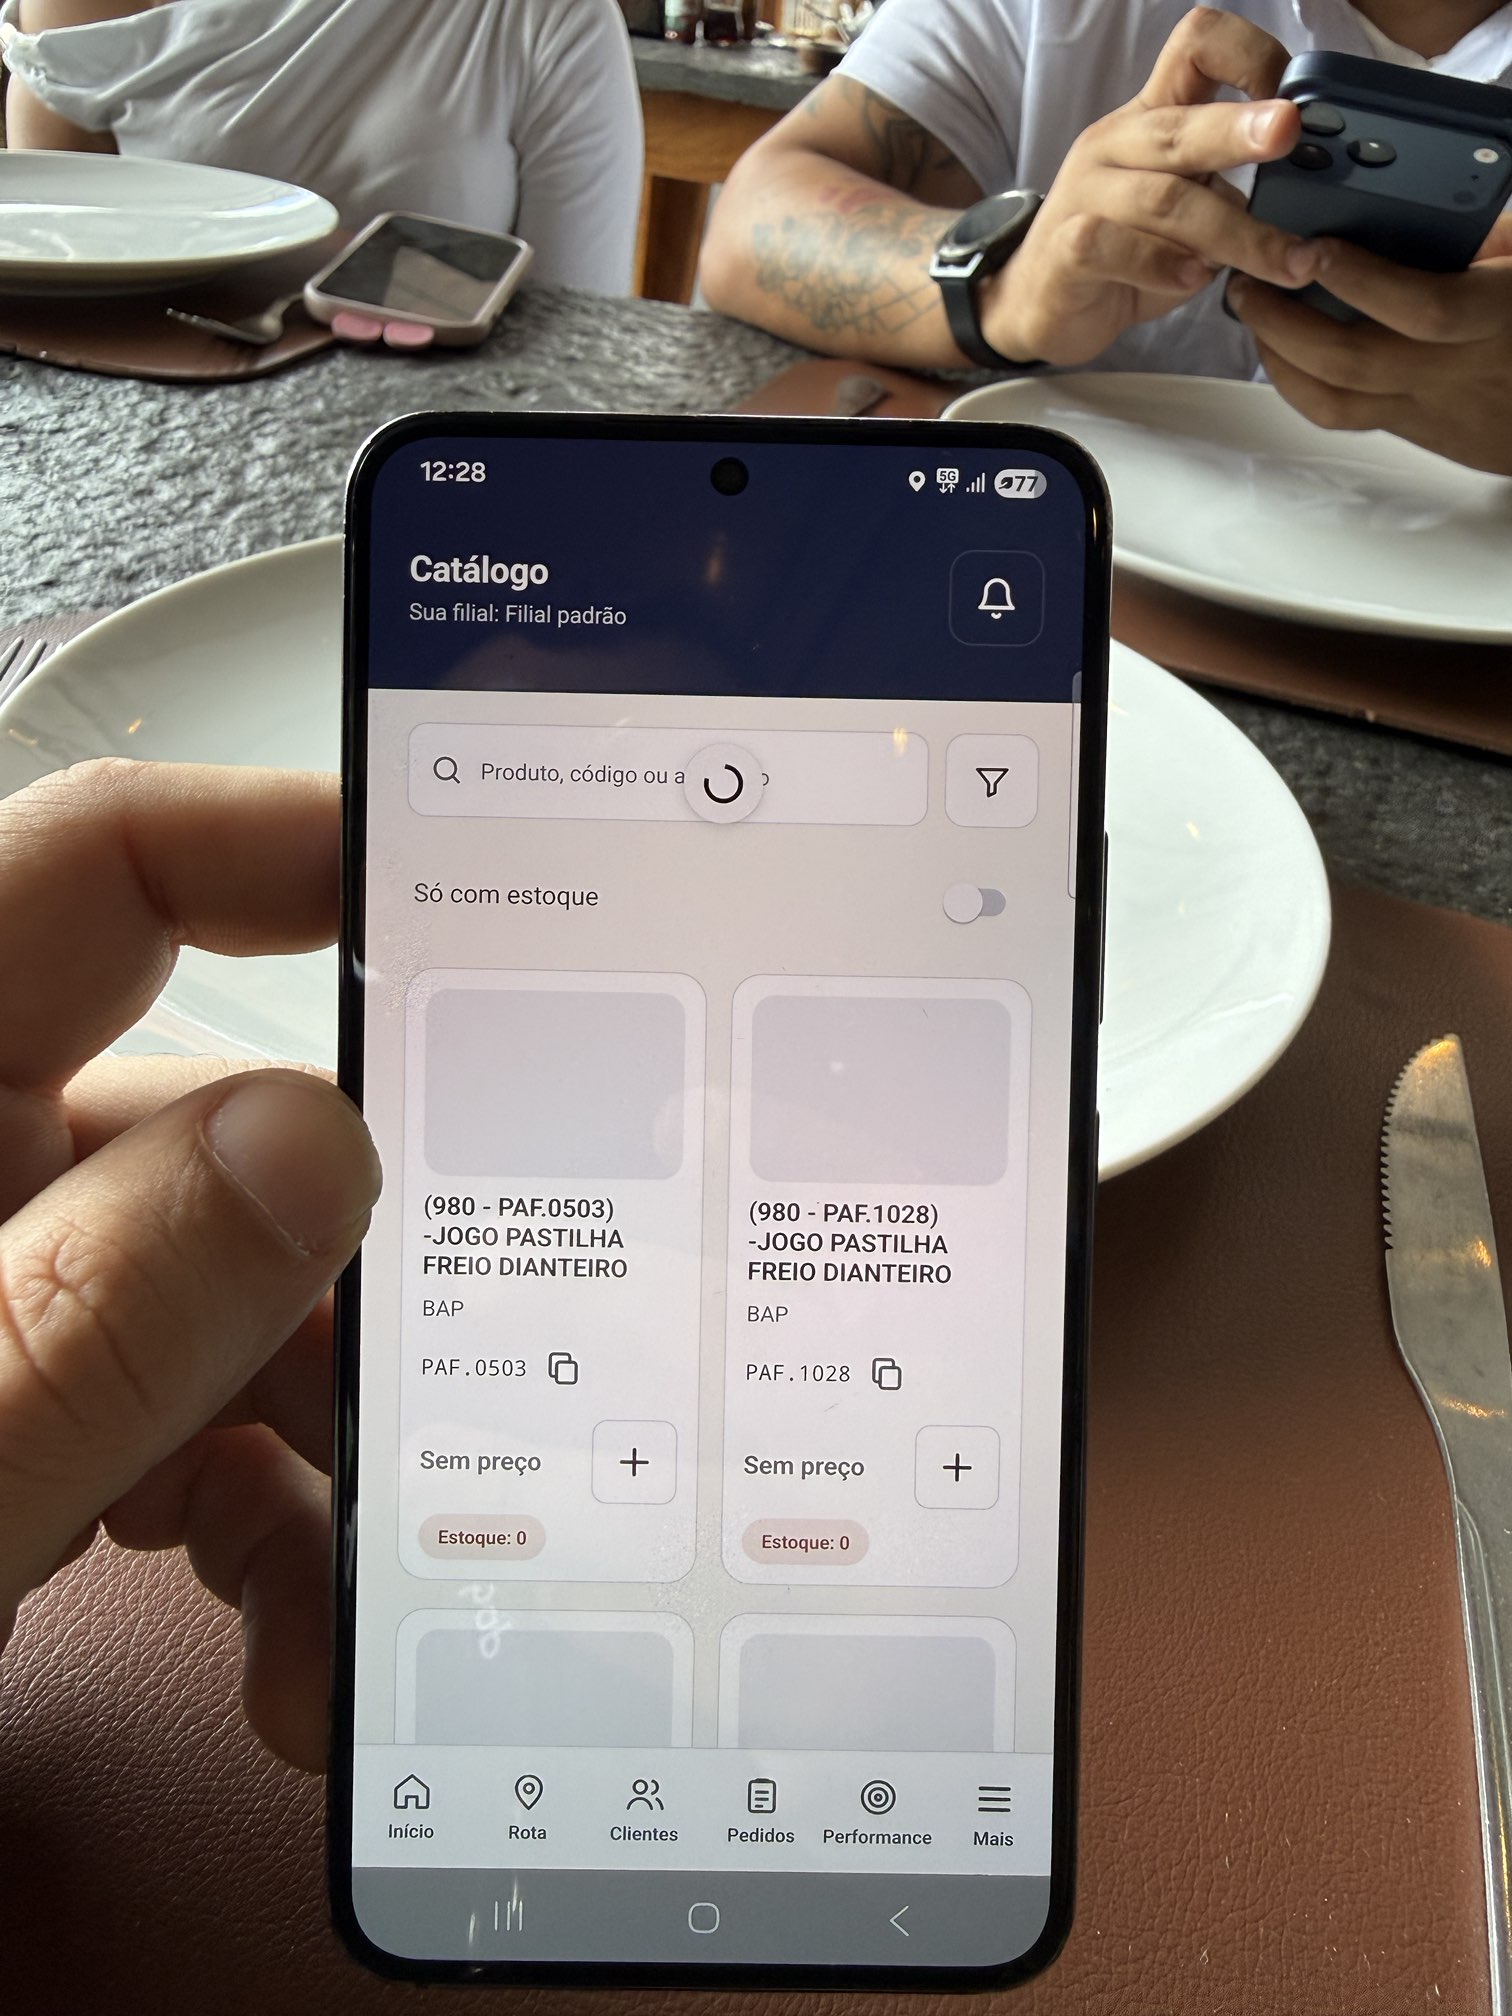 12:28
5G
77
Catálogo
Sua filial: Filial padrão
Produto, código ou a
Só com estoque
(980 - PAF.0503)
-JOGO PASTILHA
FREIO DIANTEIRO
BAP
PAF.0503
Sem preço
Estoque: 0
(980 - PAF.1028)
-JOGO PASTILHA
FREIO DIANTEIRO
BAP
PAF.1028
Sem preço
Estoque: 0
Início
Rota
Clientes
Pedidos
Performance
Mais